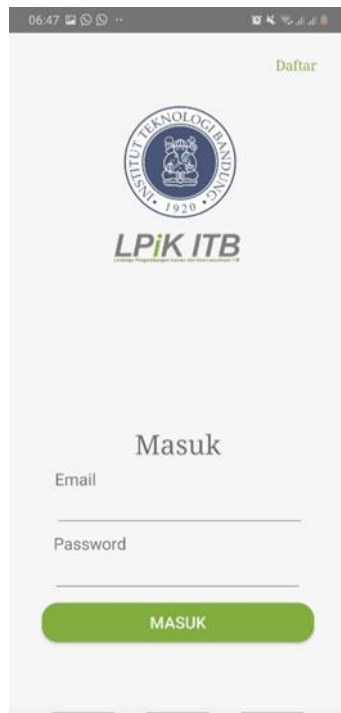 06:47
Daftar
INSTITUT TEKNOLOGI BANDUNG
1920
LPiK ITB
Masuk
Email
Password
MASUK